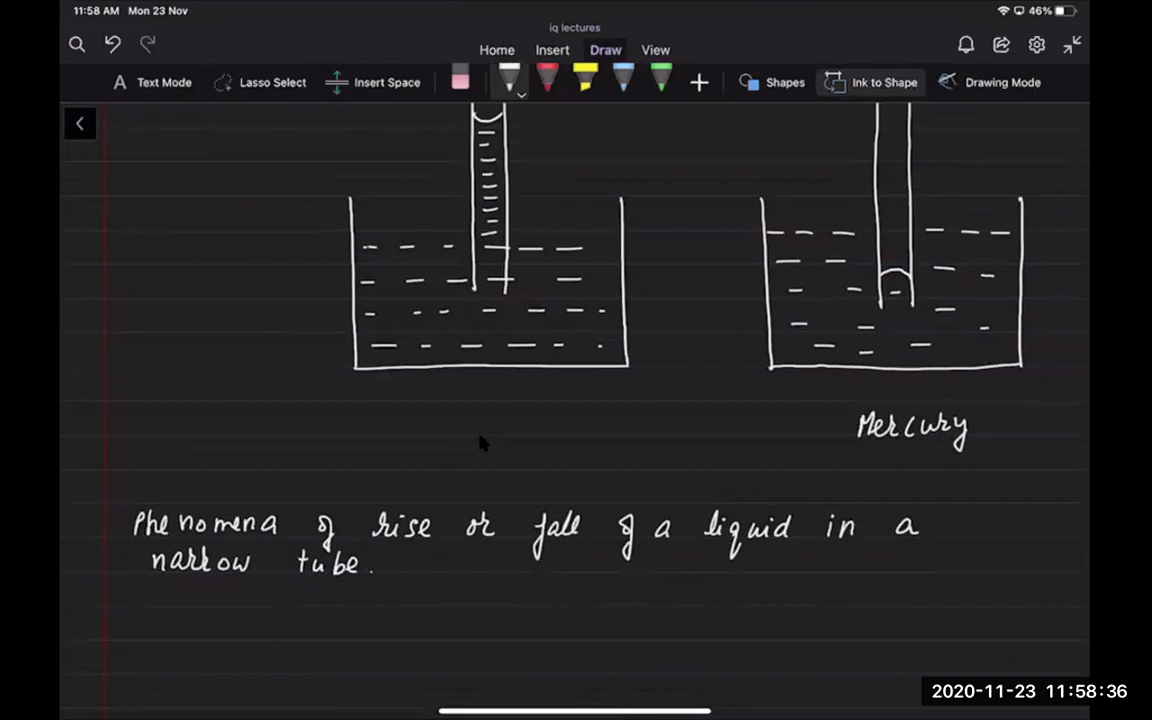 11:58 AM Mon 23 Nov
46%
iq lectures
Home Insert Draw View
Text Mode Lasso Select Insert Space Shapes Ink to Shape Drawing Mode
Mercury
Phenomena of rise or fall of a liquid in a
narrow tube.
2020-11-23 11:58:36